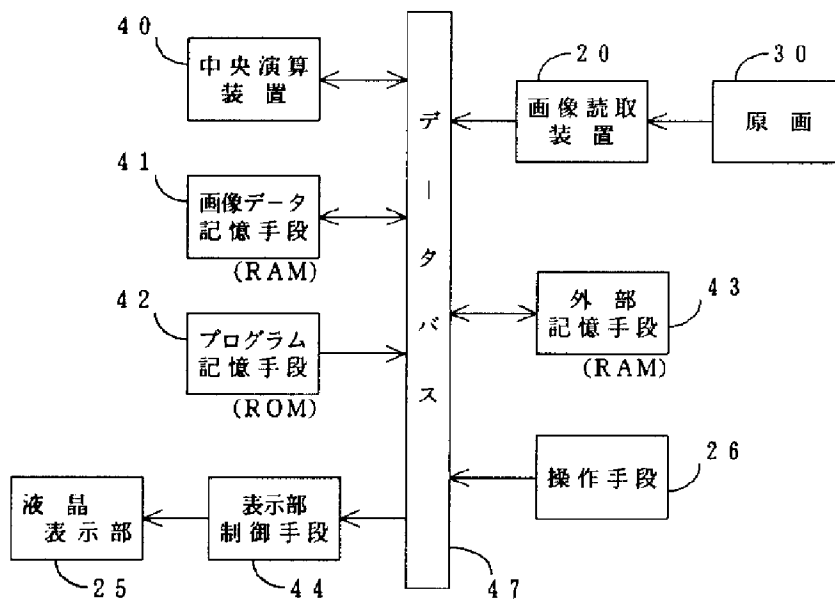 40
中央演算
装置
41
画像データ
記憶手段
(RAM)
42
プログラム
記憶手段
(ROM)
液晶
表示部
25
表示部
制御手段
44
データバス
47
20
画像読取
装置
30
原画
外部
記憶手段
(RAM)
43
操作手段
26